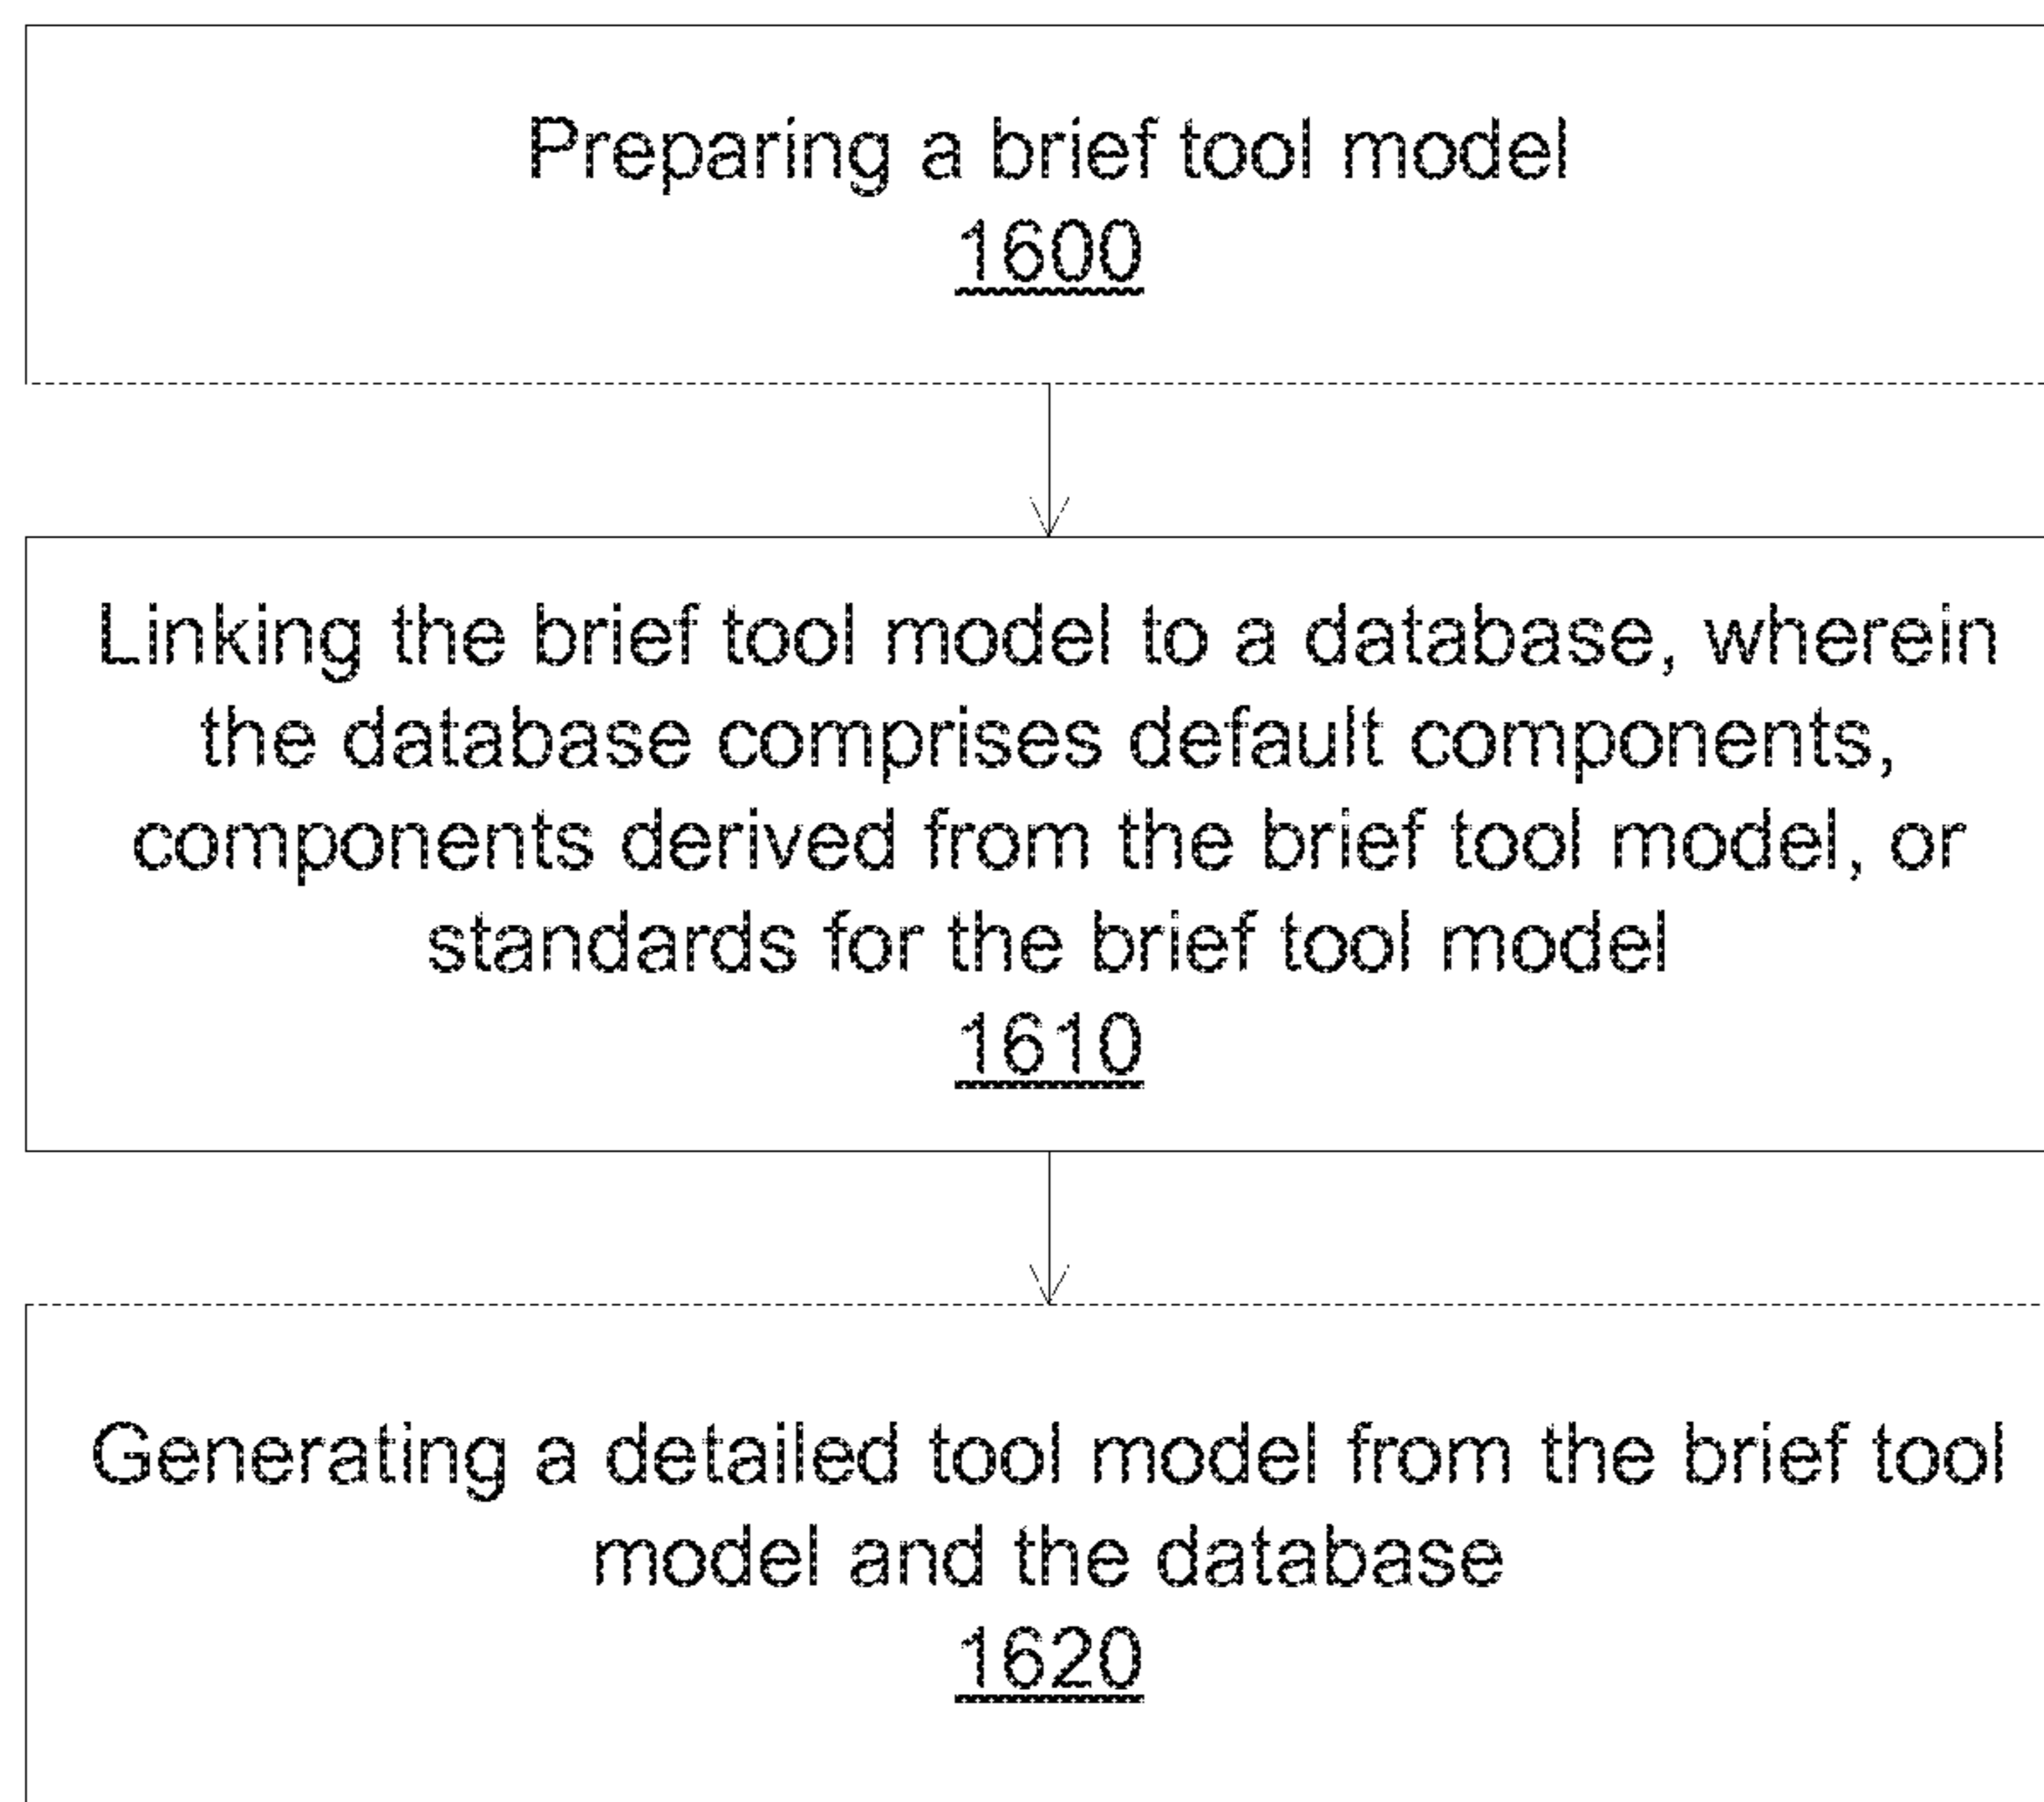 Preparing a brief tool model
1600
Linking the brief tool model to a database, wherein
the database comprises default components,
components derived from the brief tool model, or
standards for the brief tool model
1610
Generating a detailed tool model from the brief tool
model and the database
1620